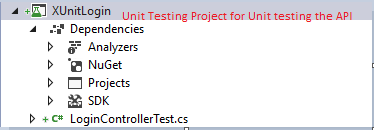 XUnitLogin Unit Testing Project for Unit testing the API
Dependencies
Analyzers
NuGet
Projects
SDK
+ C# LoginControllerTest.cs